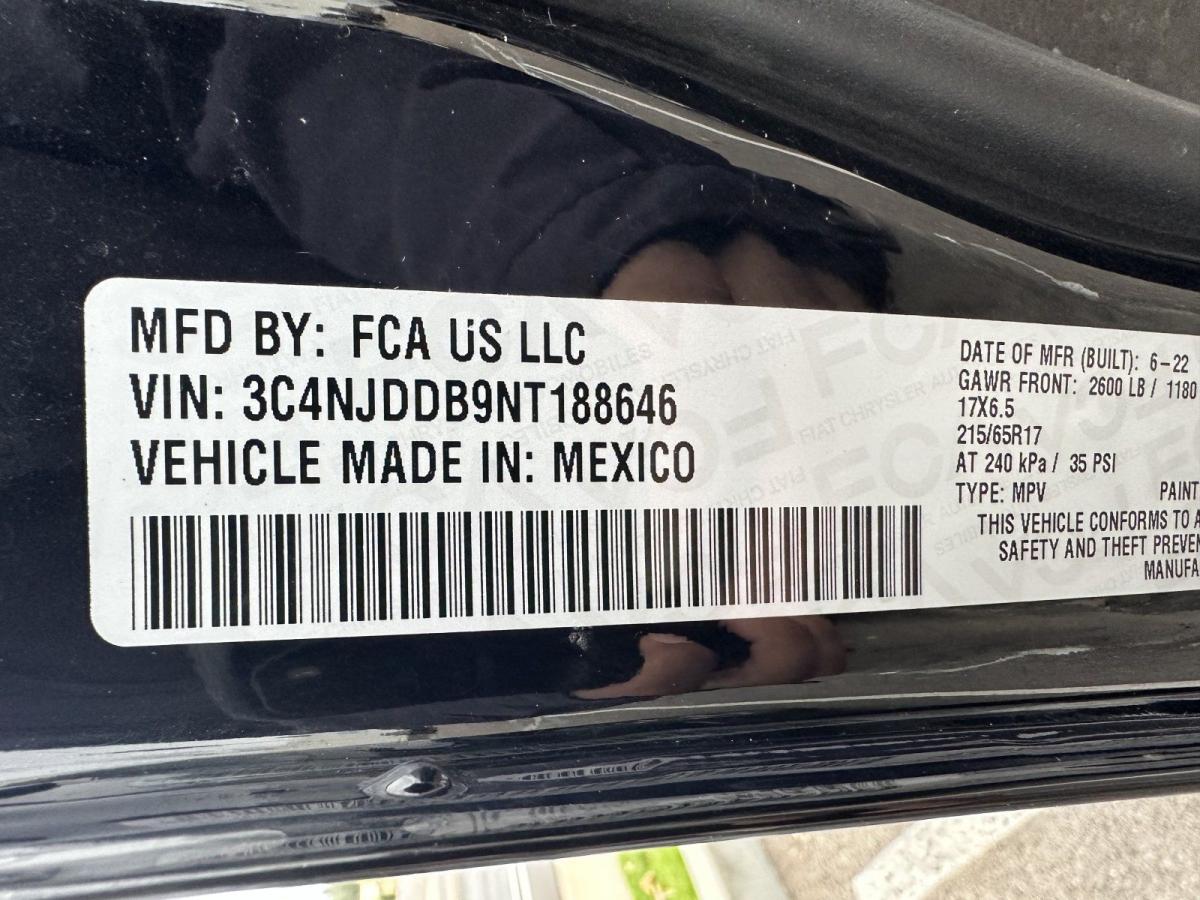 MFD BY: FCA US LLC
VIN: 3C4NJDDB9NT188646
VEHICLE MADE IN: MEXICO
DATE OF MFR (BUILT): 6-22
GAWR FRONT: 2600 LB / 1180
17X6.5
215/65R17
AT 240 kPa / 35 PSI
TYPE: MPV PAINT
THIS VEHICLE CONFORMS TO A
SAFETY AND THEFT PREVEN
MANUFA